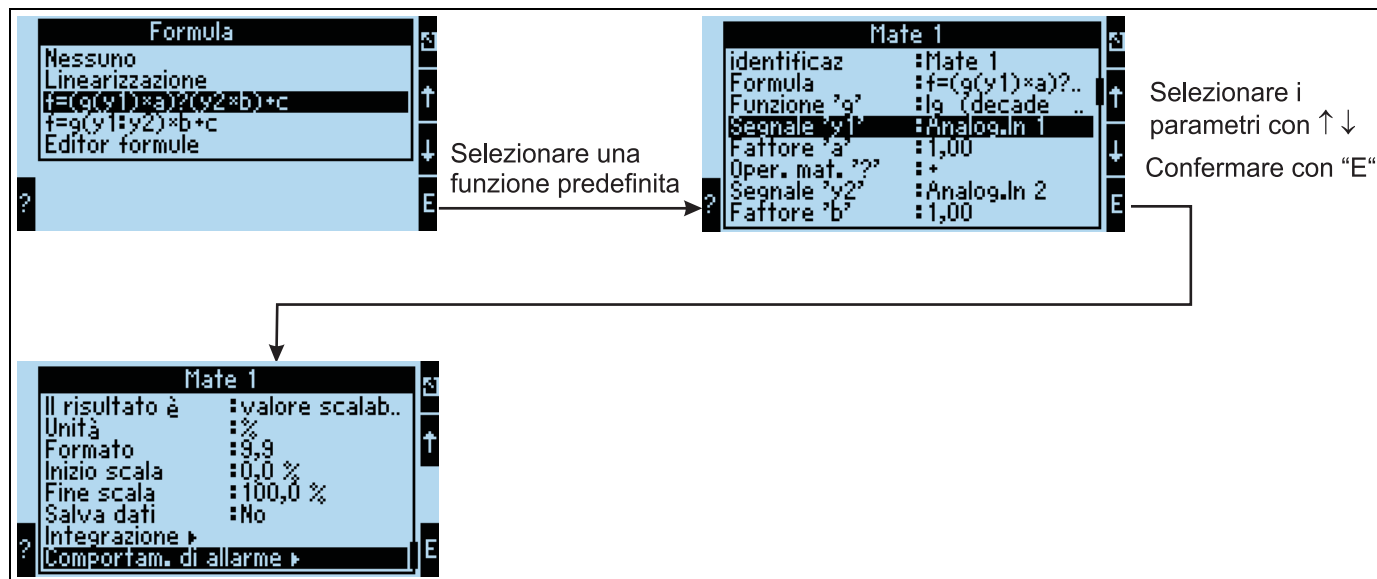 Formula
Nessuno
Linearizzazione
f=(g(y1)×a)?(y2×b)+c
f=g(y1:y2)×b+c
Editor formule
?
↑
↓
E
Selezionare una
funzione predefinita
Mate 1
identificaz :Mate 1
Formula :f=(g(y1)×a)?..
Funzione 'g' :lg (decade ..
Segnale 'y1' :Analog.In 1
Fattore 'a' :1,00
Oper. mat. '?' :+
Segnale 'y2' :Analog.In 2
Fattore 'b' :1,00
?
↑
↓
E
Selezionare i
parametri con ↑ ↓
Confermare con “E“
Mate 1
Il risultato è :valore scalab..
Unità :%
Formato :9,9
Inizio scala :0,0 %
Fine scala :100,0 %
Salva dati :No
Integrazione ▸
Comportam. di allarme ▸
?
↑
E